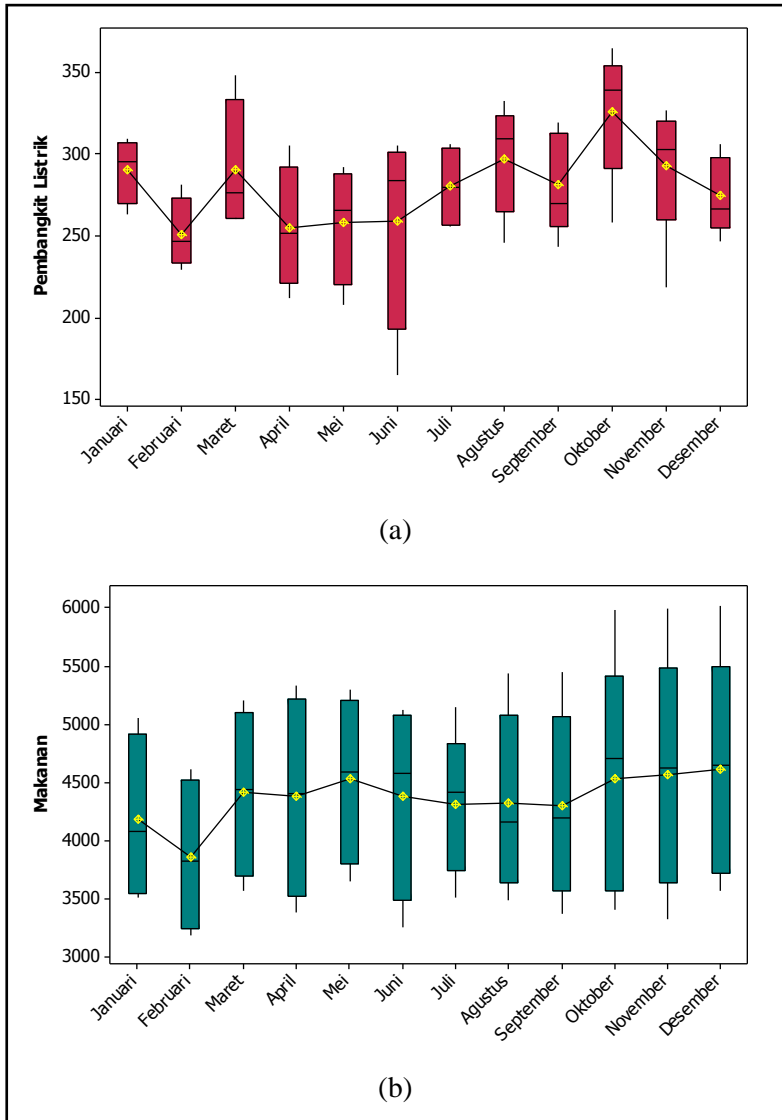 350
300
250
200
150
Pembangkit Listrik
Januari
Februari
Maret
April
Mei
Juni
Juli
Agustus
September
Oktober
November
Desember
(a)
6000
5500
5000
4500
4000
3500
3000
Makanan
Januari
Februari
Maret
April
Mei
Juni
Juli
Agustus
September
Oktober
November
Desember
(b)